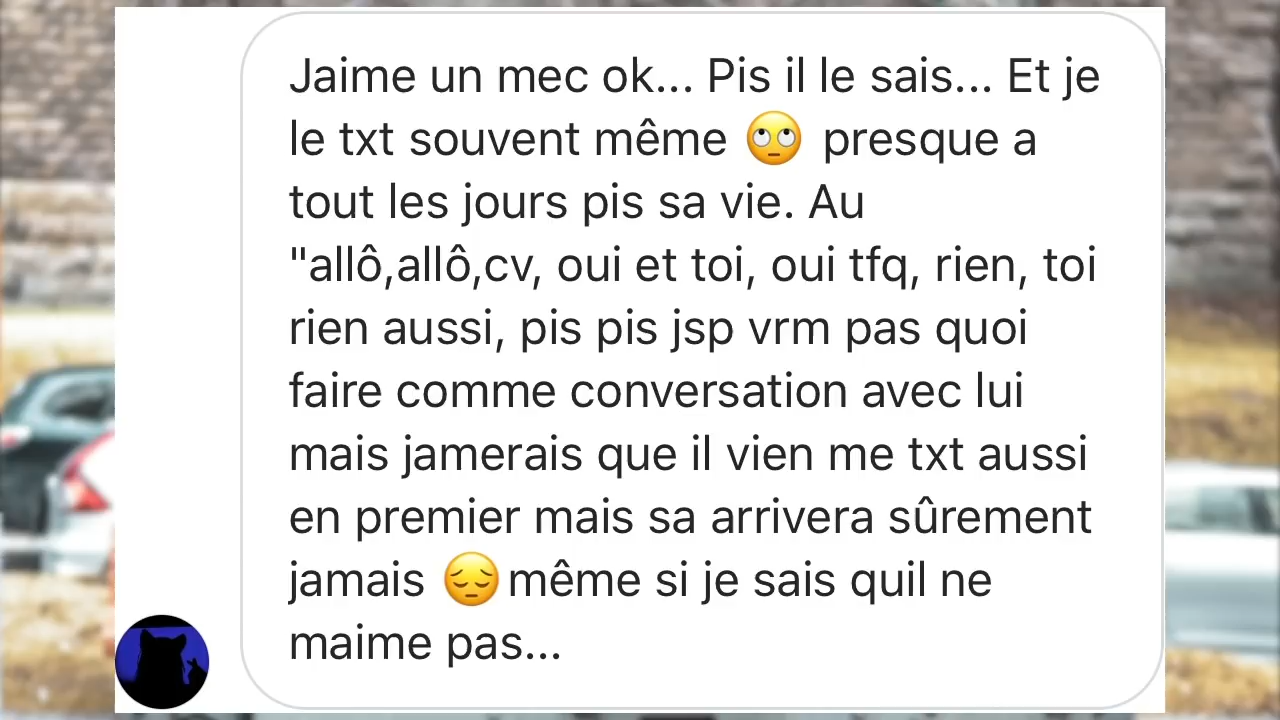 Jaime un mec ok... Pis il le sais... Et je
le txt souvent même 🙄 presque a
tout les jours pis sa vie. Au
"allô,allô,cv, oui et toi, oui tfq, rien, toi
rien aussi, pis pis jsp vrm pas quoi
faire comme conversation avec lui
mais jamerais que il vien me txt aussi
en premier mais sa arrivera sûrement
jamais 😔 même si je sais quil ne
maime pas...